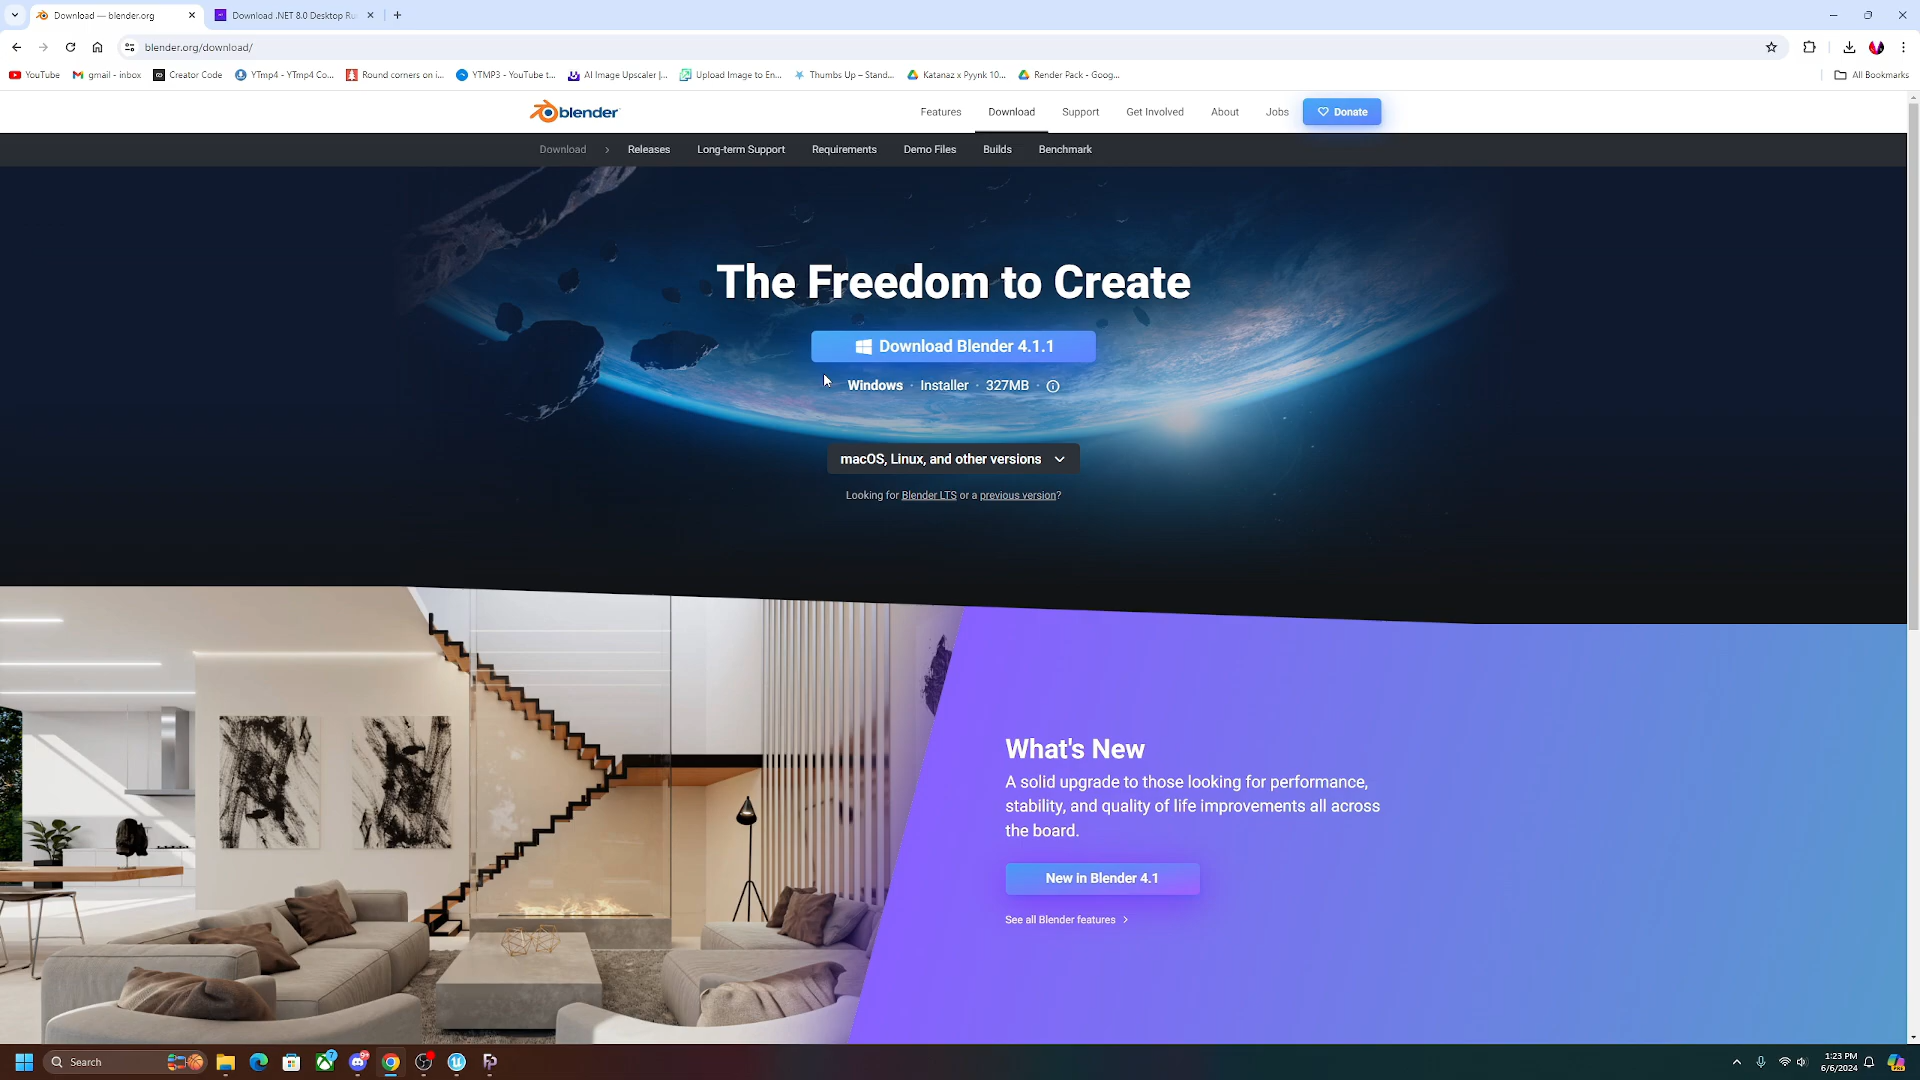 Download — blender.org
Download .NET 8.0 Desktop Ru
blender.org/download/
YouTube
gmail - inbox
Creator Code
YTmp4 - YTmp4 Co...
Round corners on i...
YTMP3 - YouTube t...
AI Image Upscaler |...
Upload Image to En...
Thumbs Up – Stand...
Katanaz x Pyynk 10...
Render Pack - Goog...
All Bookmarks
blender
Features
Download
Support
Get Involved
About
Jobs
Donate
Download
Releases
Long-term Support
Requirements
Demo Files
Builds
Benchmark
The Freedom to Create
Download Blender 4.1.1
Windows · Installer · 327MB ·
macOS, Linux, and other versions
Looking for Blender LTS or a previous version?
What's New
A solid upgrade to those looking for performance,
stability, and quality of life improvements all across
the board.
New in Blender 4.1
See all Blender features
Search
1:23 PM
6/6/2024